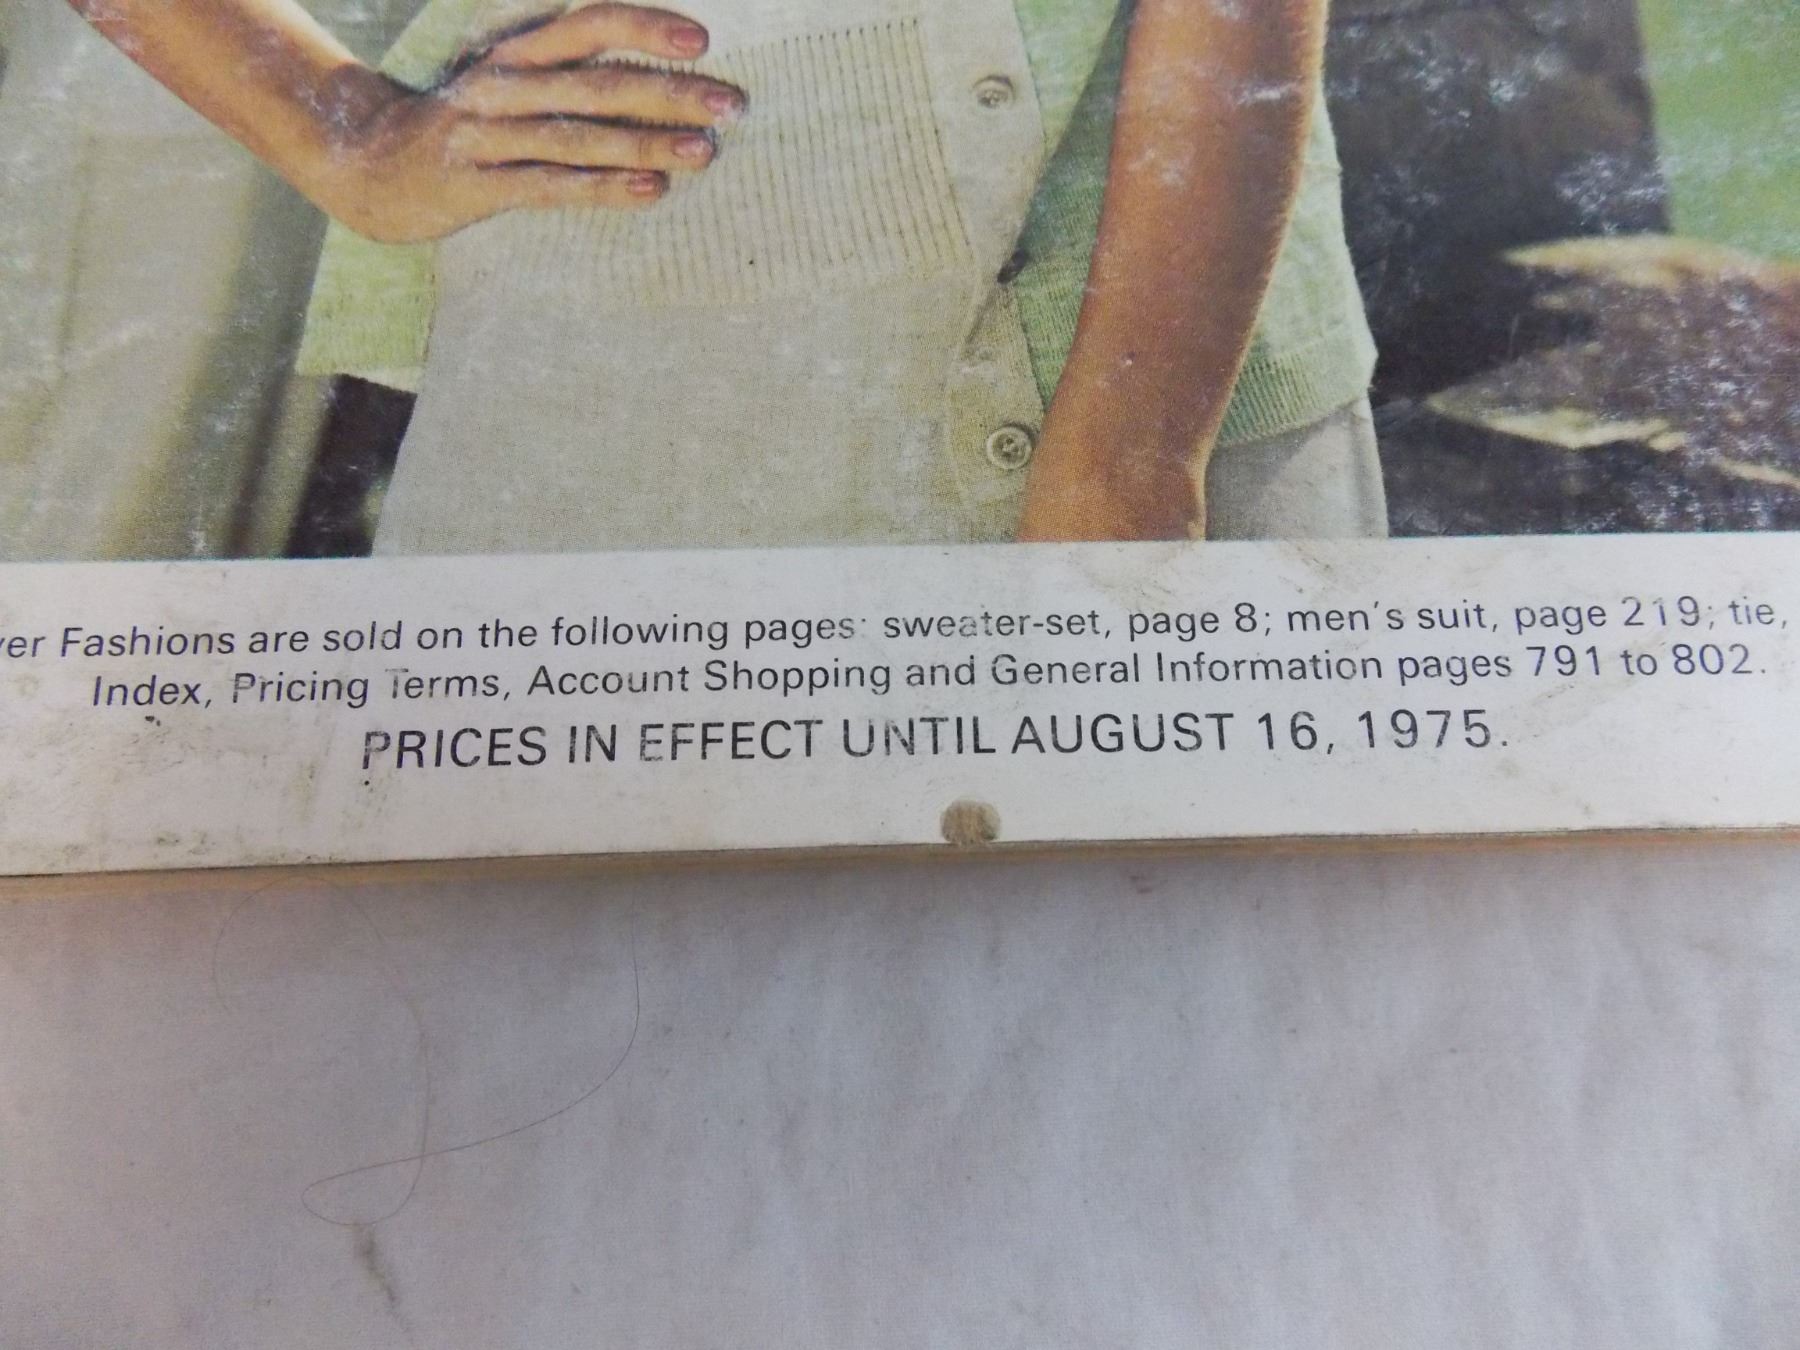 Fashions are sold on the following pages: sweater-set, page 8; men's suit, page 219; tie,
Index, Pricing Terms, Account Shopping and General Information pages 791 to 802.
PRICES IN EFFECT UNTIL AUGUST 16, 1975.